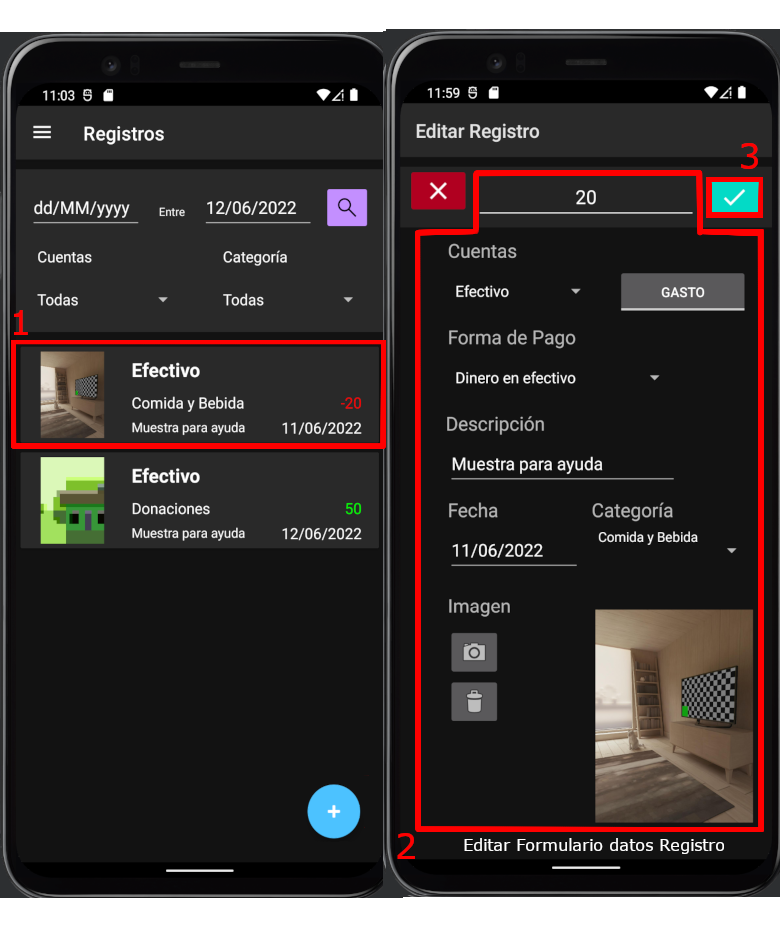 11:03
Registros
dd/MM/yyyy Entre 12/06/2022
Cuentas Categoría
Todas Todas
1
Efectivo
Comida y Bebida -20
Muestra para ayuda 11/06/2022
Efectivo
Donaciones 50
Muestra para ayuda 12/06/2022
+
11:59
Editar Registro
3
20
Cuentas
Efectivo GASTO
Forma de Pago
Dinero en efectivo
Descripción
Muestra para ayuda
Fecha Categoría
11/06/2022 Comida y Bebida
Imagen
2
Editar Formulario datos Registro